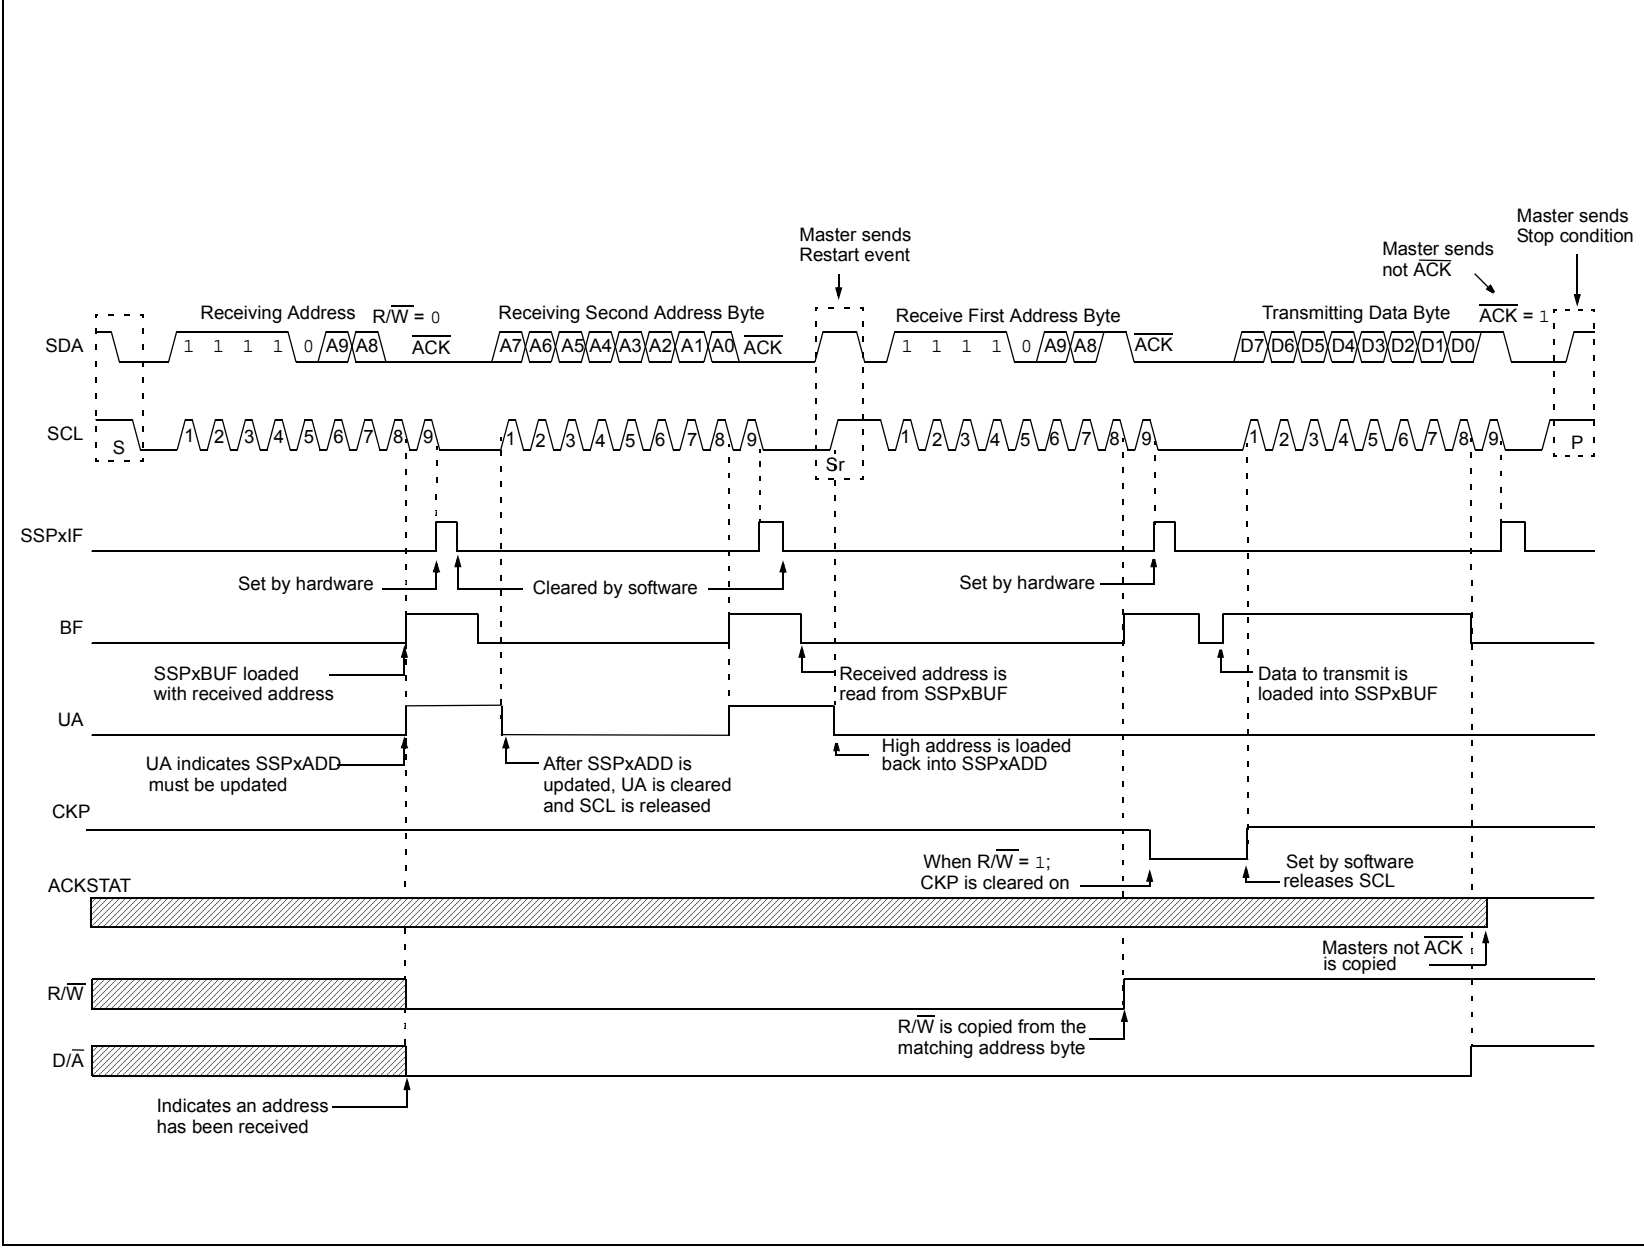 Master sends
Stop condition
Master sends
Restart event
Master sends
not ACK
Receiving Address R/W = 0
Receiving Second Address Byte
Receive First Address Byte
Transmitting Data Byte
ACK = 1
SDA
1 1 1 1 0 A9 A8 ACK
A7 A6 A5 A4 A3 A2 A1 A0 ACK
1 1 1 1 0 A9 A8 ACK
D7 D6 D5 D4 D3 D2 D1 D0
SCL
S
1 2 3 4 5 6 7 8 9
1 2 3 4 5 6 7 8 9
Sr
1 2 3 4 5 6 7 8 9
1 2 3 4 5 6 7 8 9
P
SSPxIF
Set by hardware
Cleared by software
Set by hardware
BF
SSPxBUF loaded
with received address
Received address is
read from SSPxBUF
Data to transmit is
loaded into SSPxBUF
UA
UA indicates SSPxADD
must be updated
After SSPxADD is
updated, UA is cleared
and SCL is released
High address is loaded
back into SSPxADD
CKP
When R/W = 1;
CKP is cleared on
Set by software
releases SCL
ACKSTAT
Masters not ACK
is copied
R/W
R/W is copied from the
matching address byte
D/A
Indicates an address
has been received